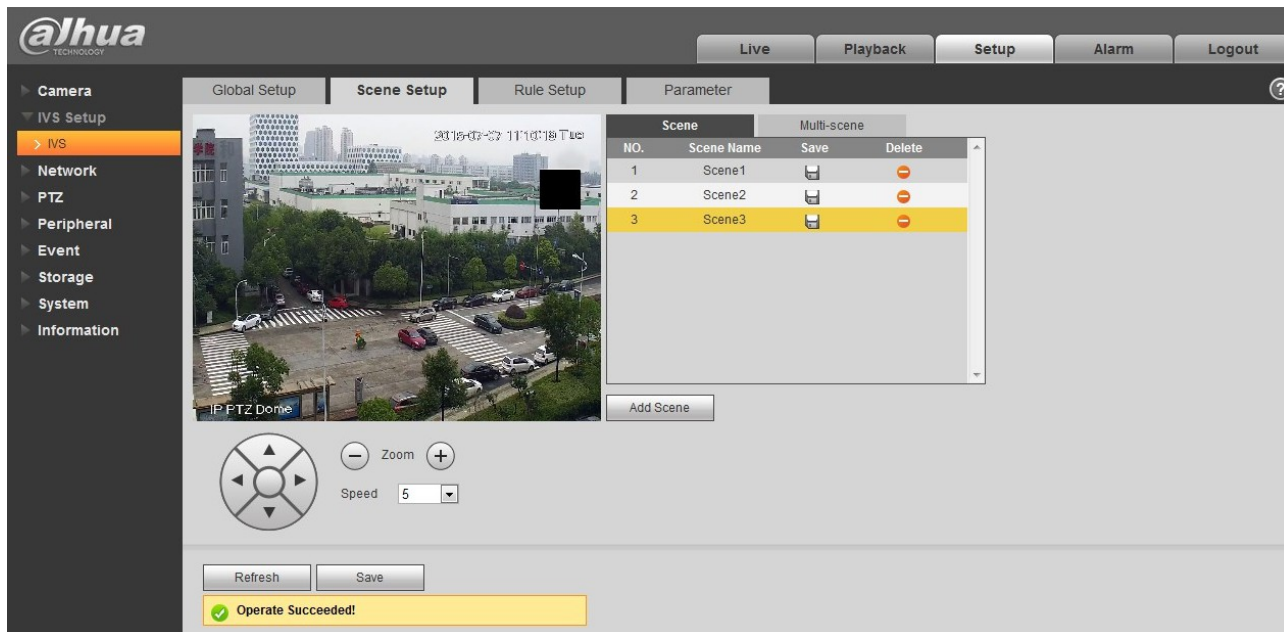 alhua
TECHNOLOGY
Live Playback Setup Alarm Logout
Camera
IVS Setup
IVS
Network
PTZ
Peripheral
Event
Storage
System
Information
Global Setup Scene Setup Rule Setup Parameter
?
学院
IP PTZ Dome
Scene Multi-scene
NO. Scene Name Save Delete
1 Scene1
2 Scene2
3 Scene3
Add Scene
Zoom
Speed 5
Refresh Save
Operate Succeeded!